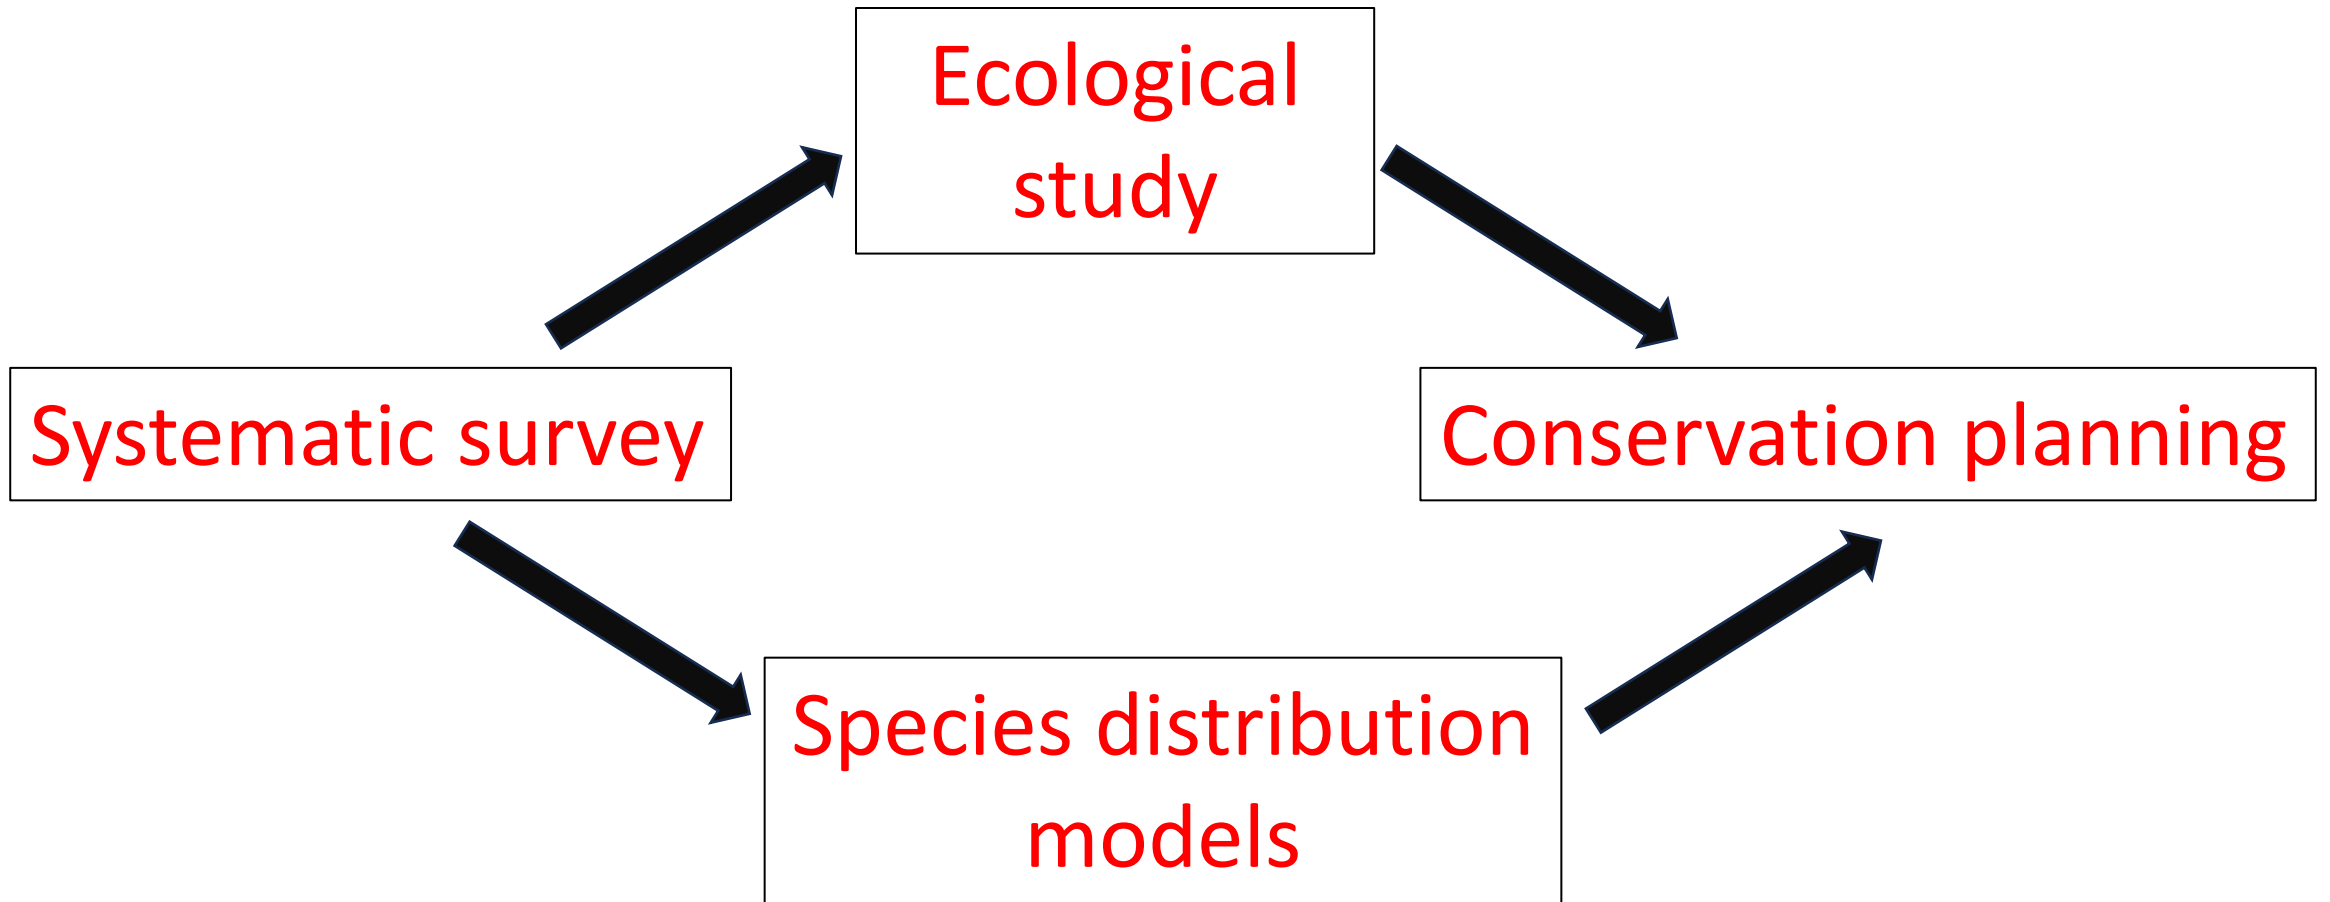 Ecological
study
Systematic survey
Conservation planning
Species distribution
models